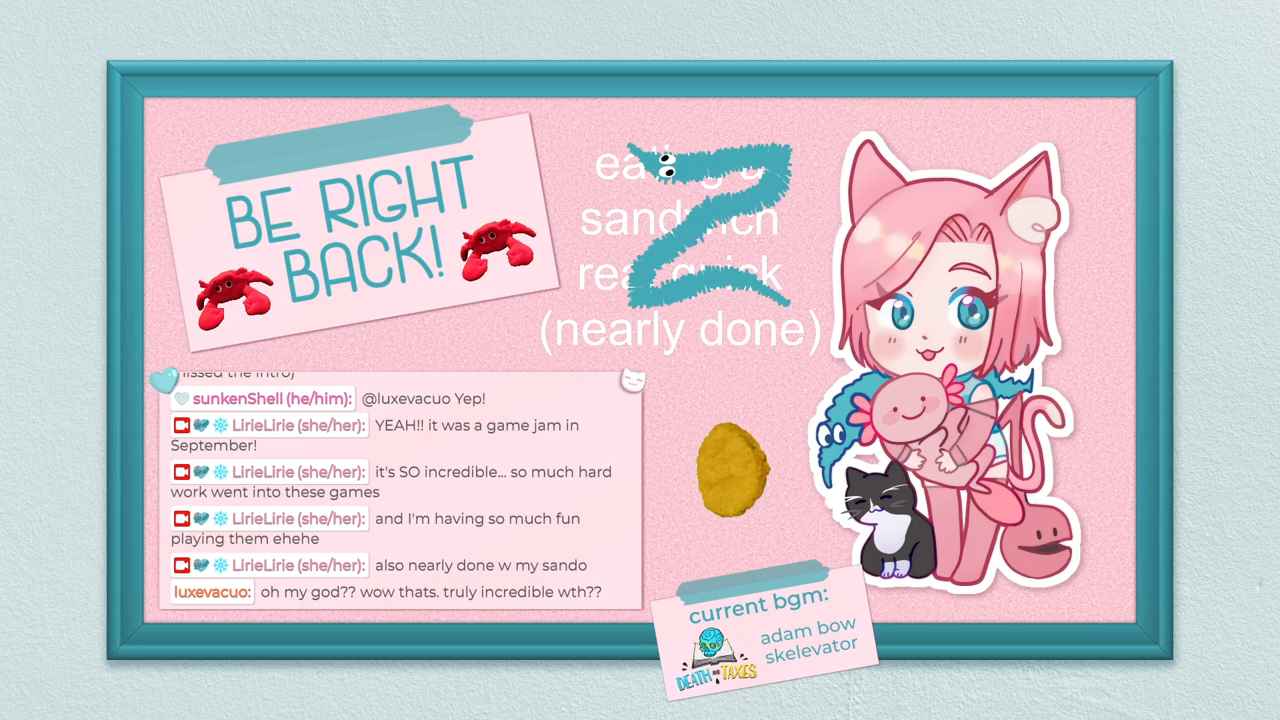 BE RIGHT
BACK!
sandwich
(nearly done)
sunkenShell (he/him): @luxevacuo Yep!
LirieLirie (she/her): YEAH!! it was a game jam in
September!
LirieLirie (she/her): it's SO incredible... so much hard
work went into these games
LirieLirie (she/her): and I'm having so much fun
playing them ehehe
LirieLirie (she/her): also nearly done w my sando
luxevacuo: oh my god?? wow thats. truly incredible wth??
current bgm:
adam bow
skelevator
DEATH AND TAXES